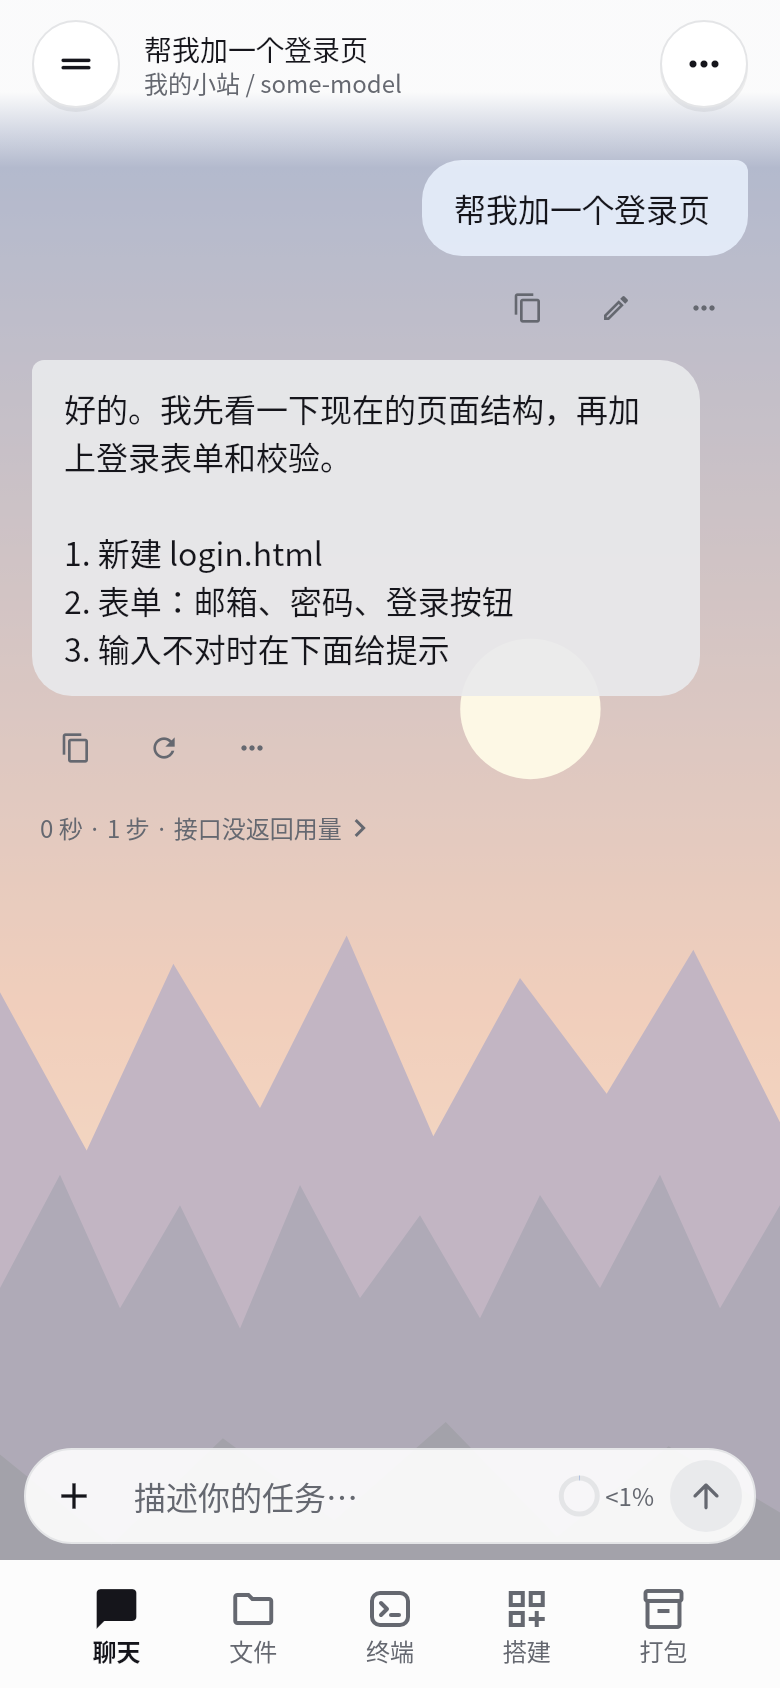 帮我加一个登录页
我的小站 / some-model
帮我加一个登录页
好的。我先看一下现在的页面结构，再加
上登录表单和校验。
1. 新建 login.html
2. 表单：邮箱、密码、登录按钮
3. 输入不对时在下面给提示
0 秒 · 1 步 · 接口没返回用量
描述你的任务…
<1%
聊天
文件
终端
搭建
打包